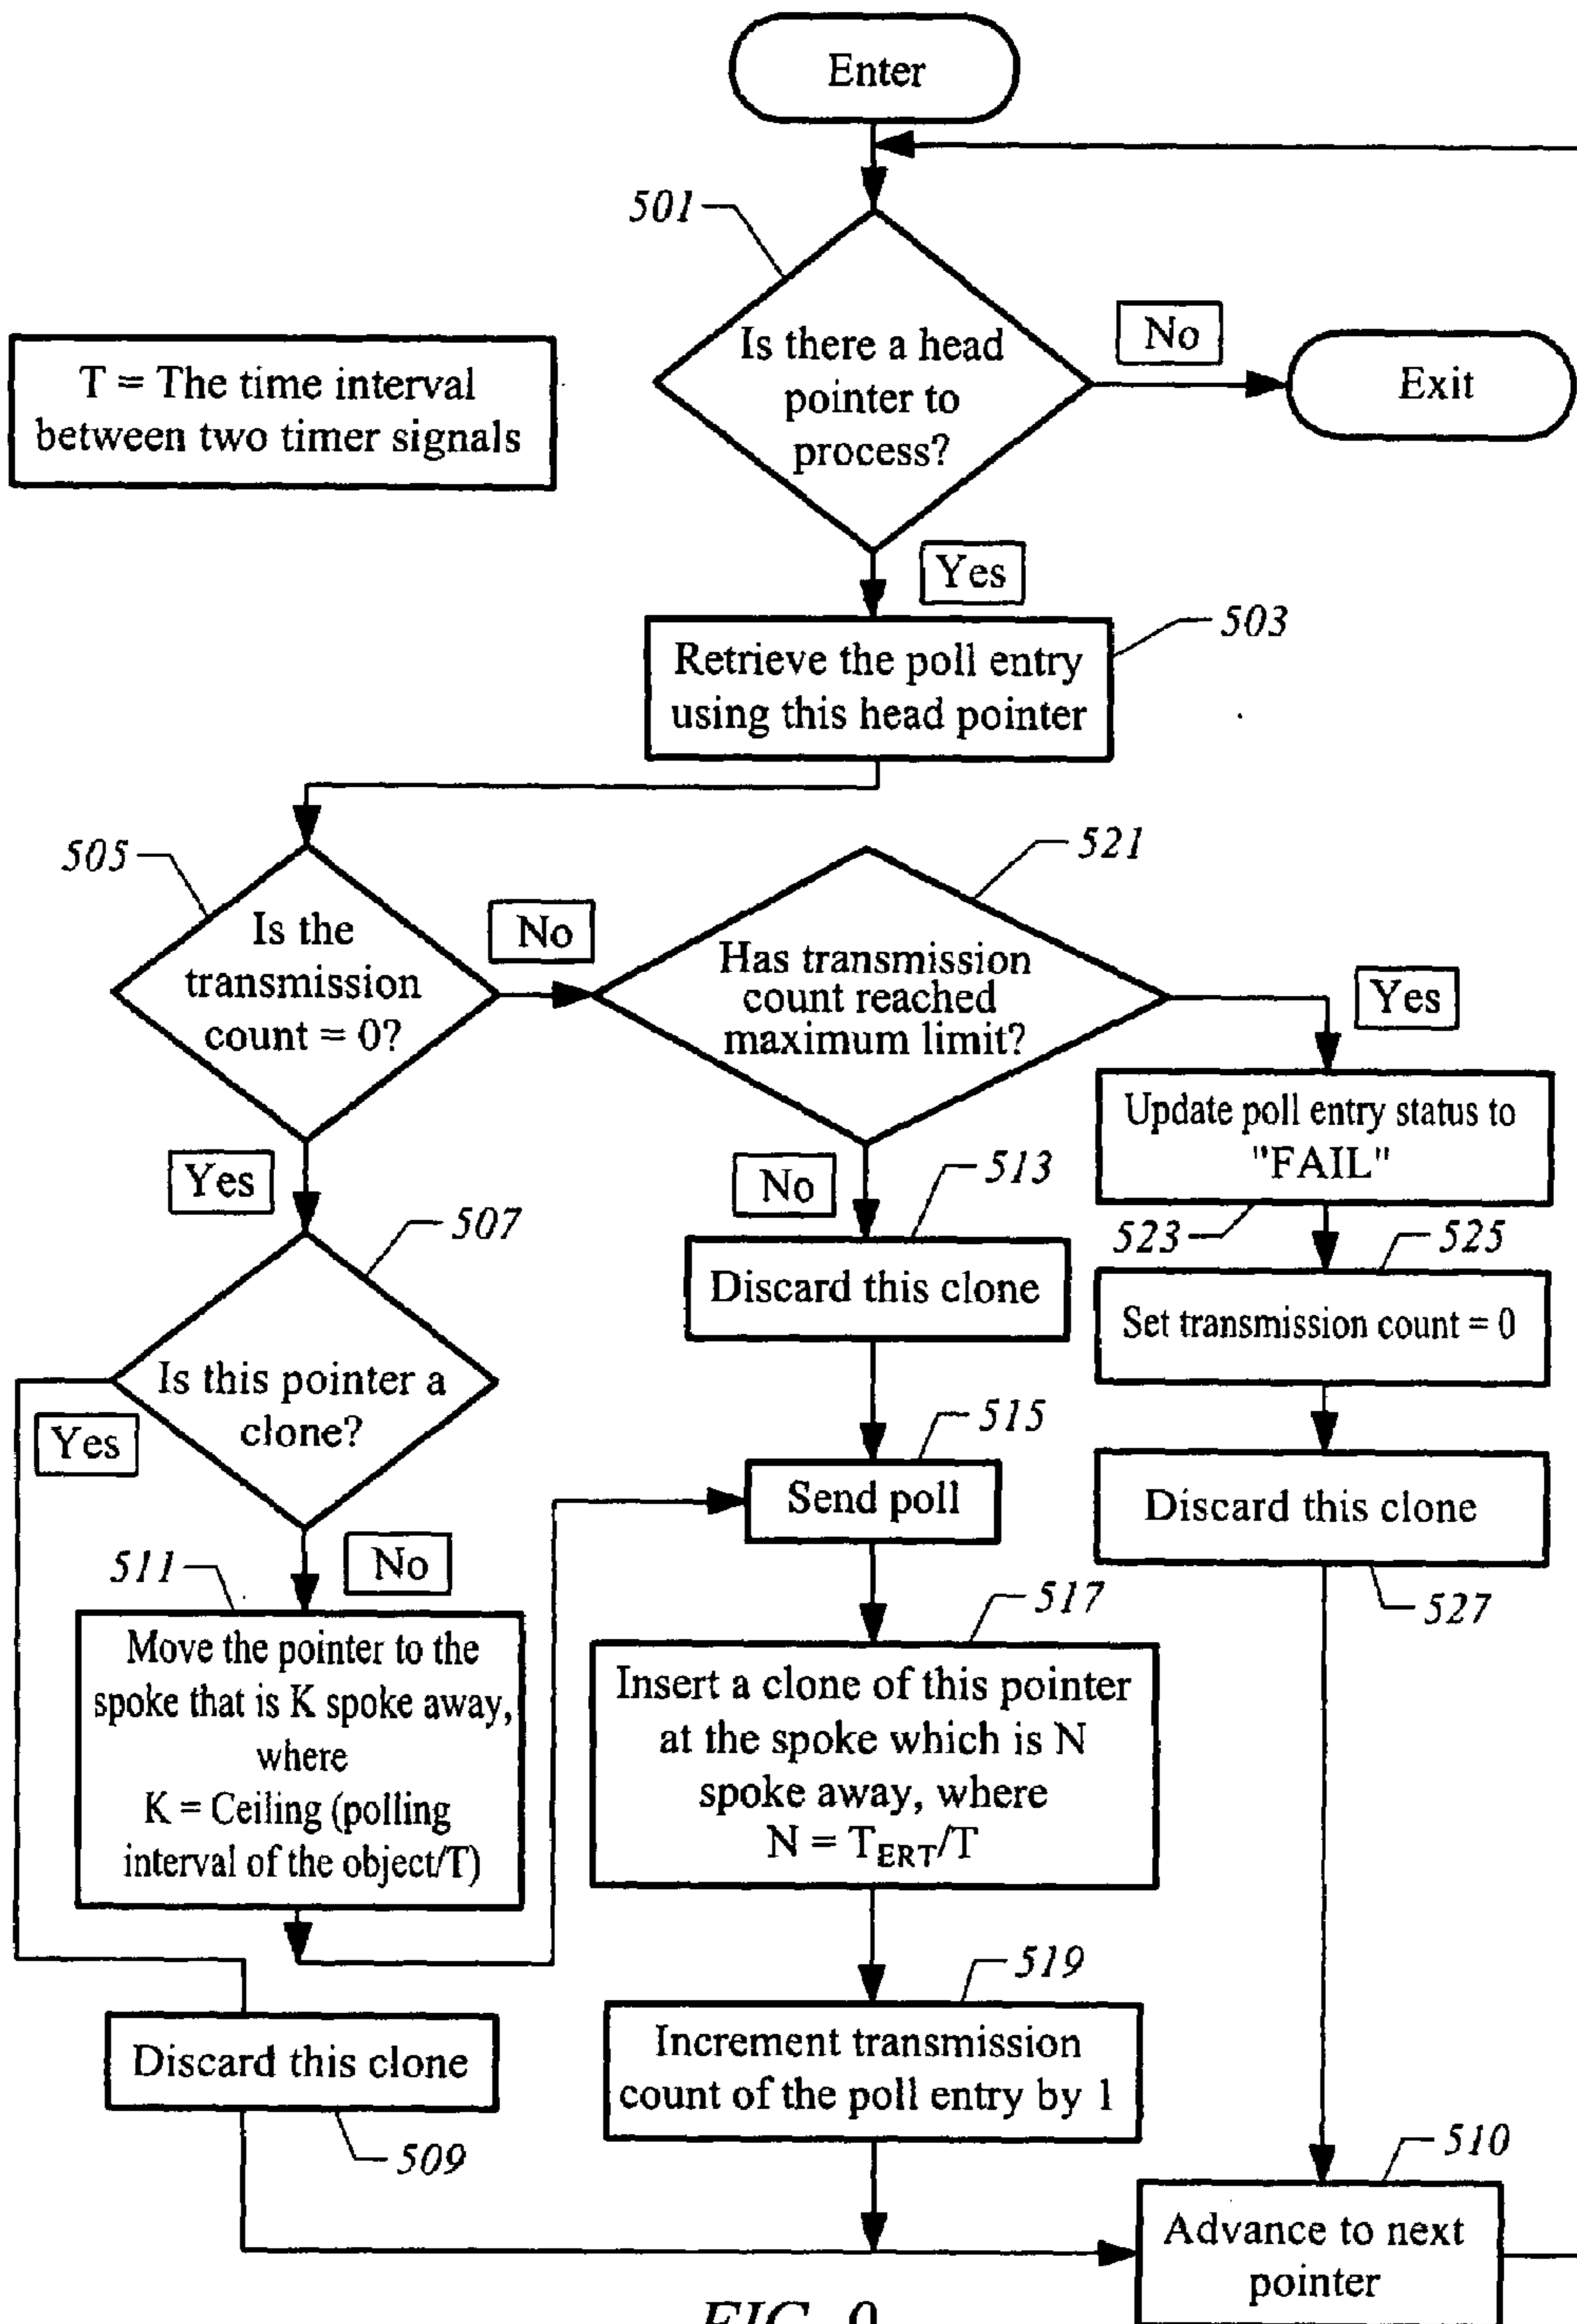 Enter
501
Is there a head
pointer to
process?
No
Exit
T = The time interval
between two timer signals
Yes
503
Retrieve the poll entry
using this head pointer
505
Is the
transmission
count = 0?
No
521
Has transmission
count reached
maximum limit?
Yes
Update poll entry status to
"FAIL"
523
525
Set transmission count = 0
Discard this clone
527
Yes
507
Is this pointer a
clone?
Yes
No
513
Discard this clone
515
Send poll
No
511
Move the pointer to the
spoke that is K spoke away,
where
K = Ceiling (polling
interval of the object/T)
517
Insert a clone of this pointer
at the spoke which is N
spoke away, where
N = T_ERT/T
519
Increment transmission
count of the poll entry by 1
Discard this clone
509
510
Advance to next
pointer